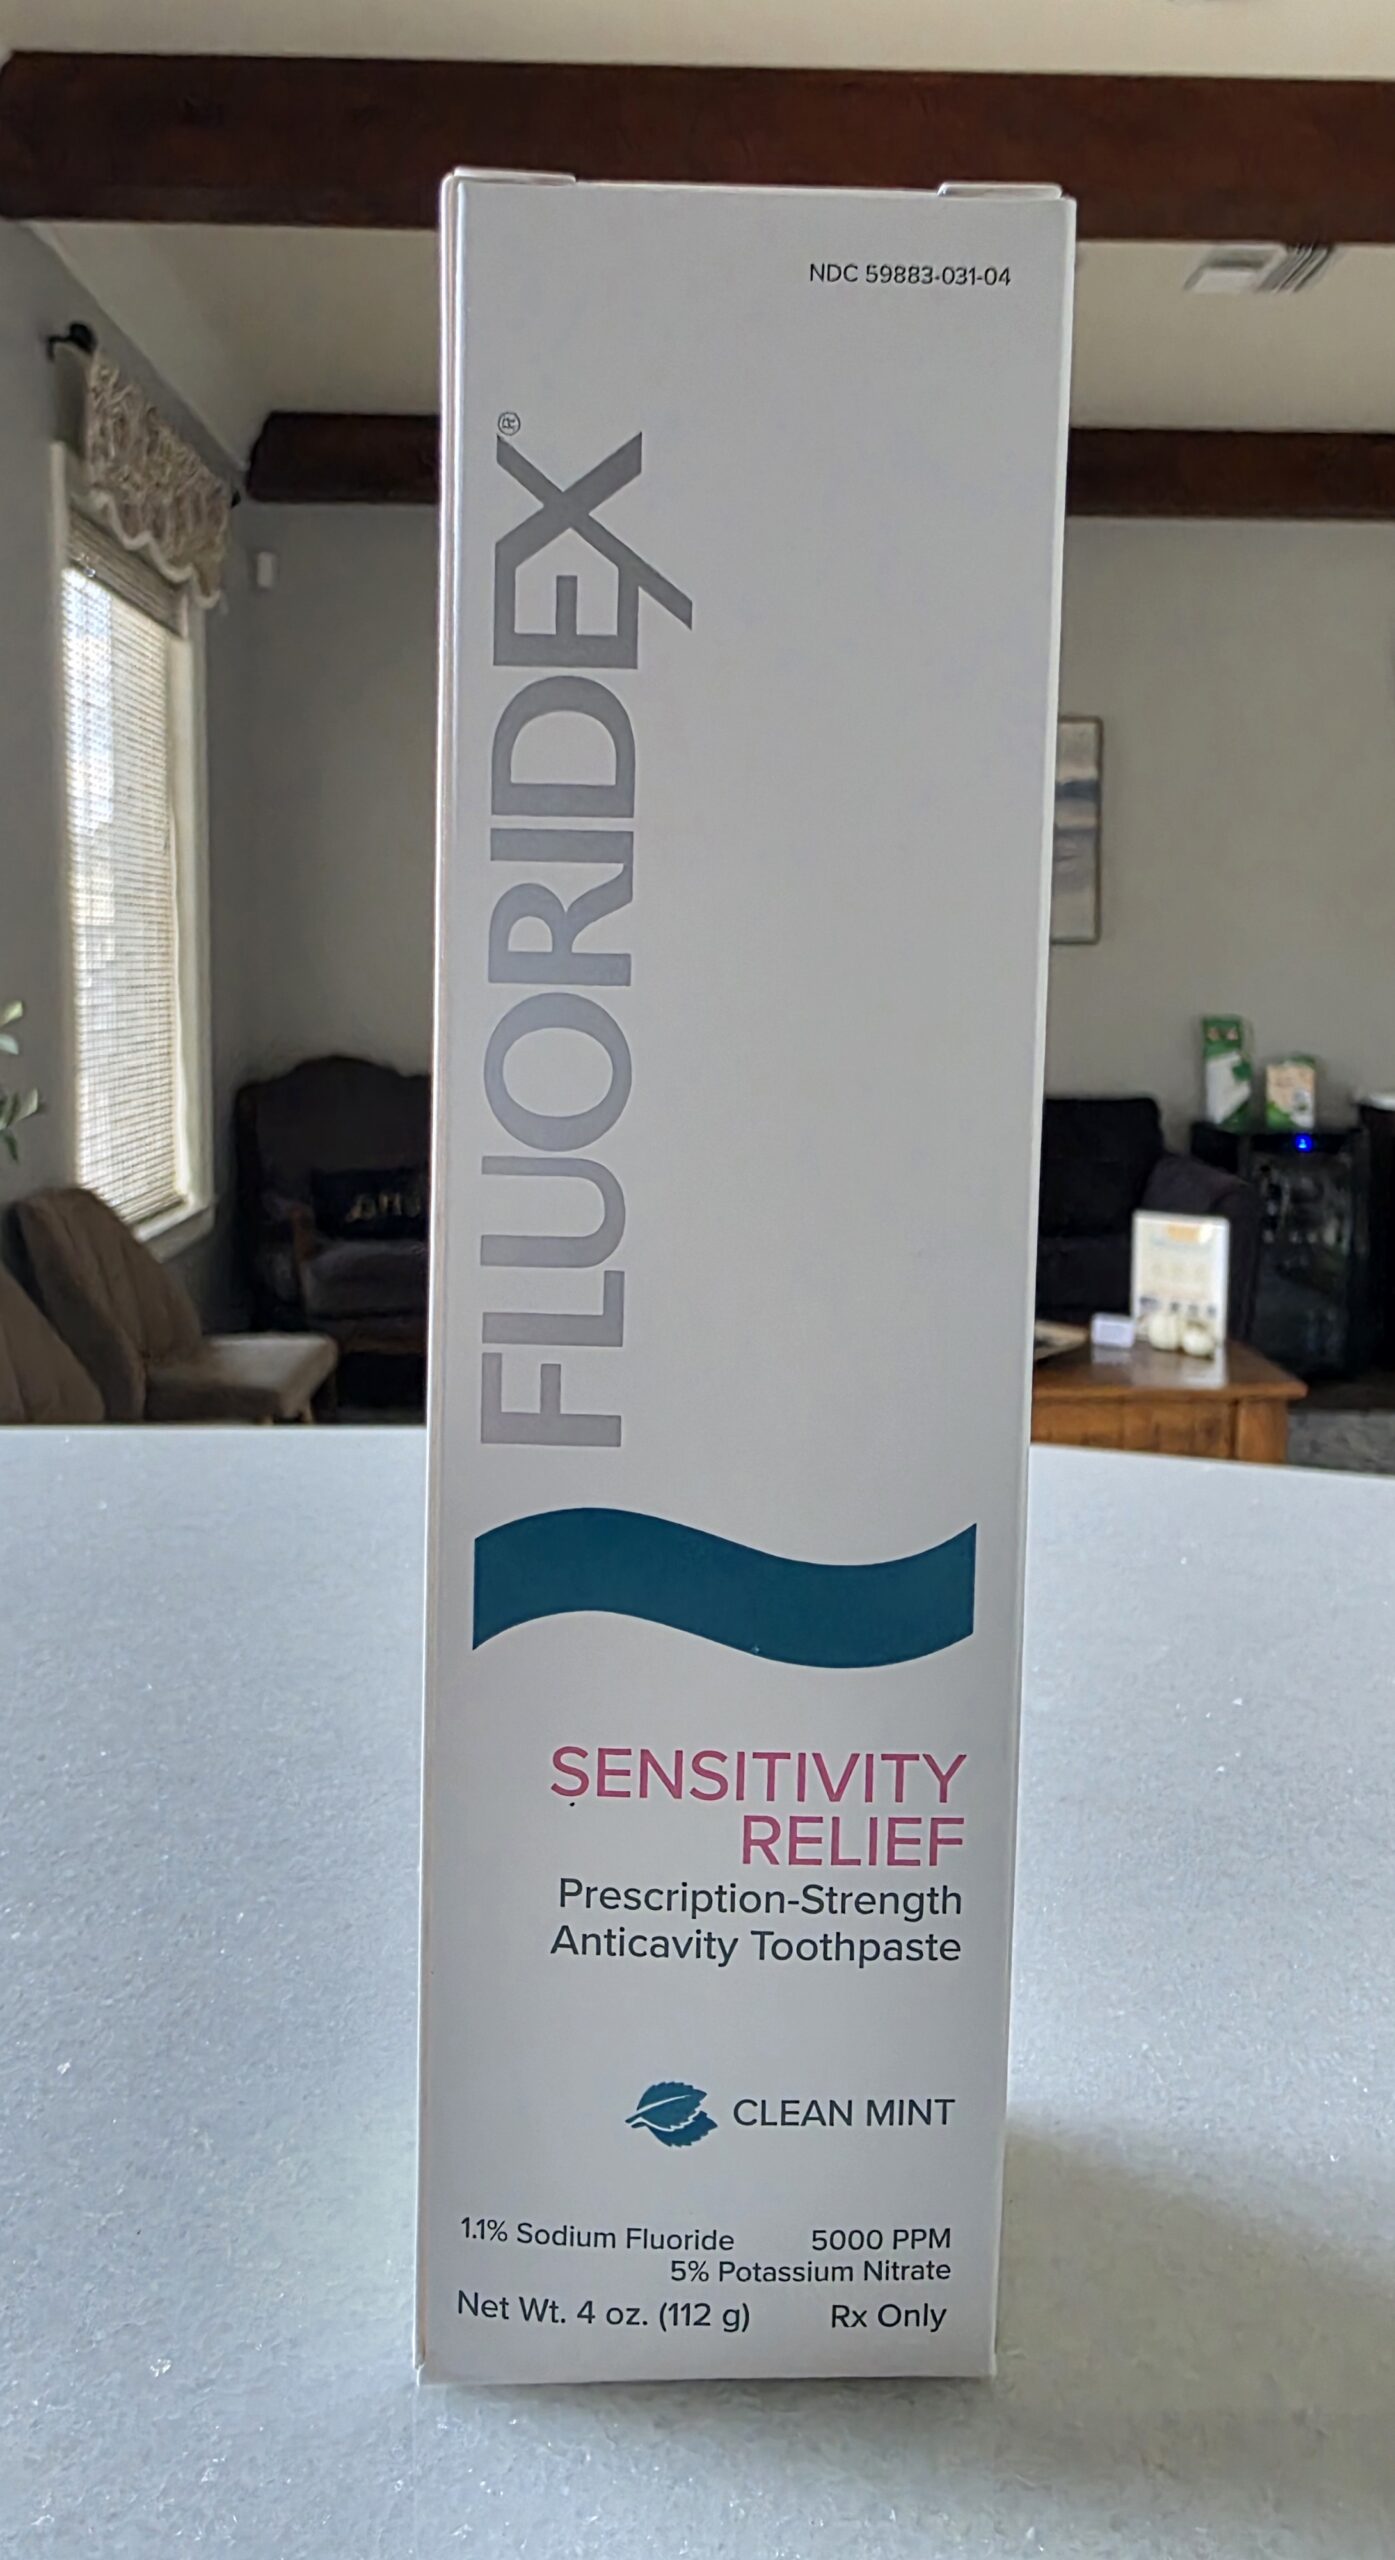 NDC 59883-031-04
FLUORIDEX®
SENSITIVITY
RELIEF
Prescription-Strength
Anticavity Toothpaste
CLEAN MINT
1.1% Sodium Fluoride 5000 PPM
5% Potassium Nitrate
Net Wt. 4 oz. (112 g) Rx Only